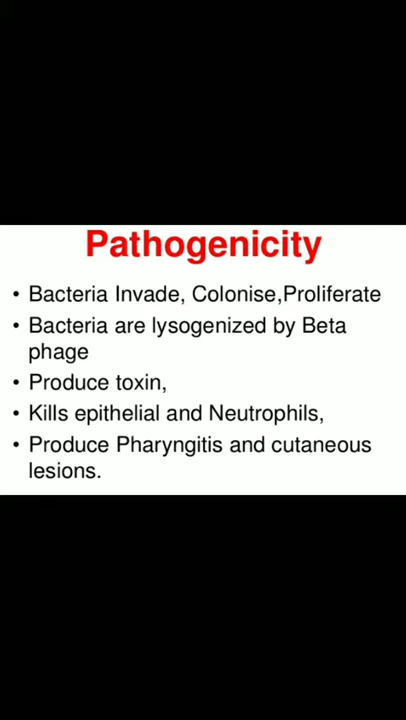 Pathogenicity
• Bacteria Invade, Colonise,Proliferate
• Bacteria are lysogenized by Beta
phage
• Produce toxin,
• Kills epithelial and Neutrophils,
• Produce Pharyngitis and cutaneous
lesions.